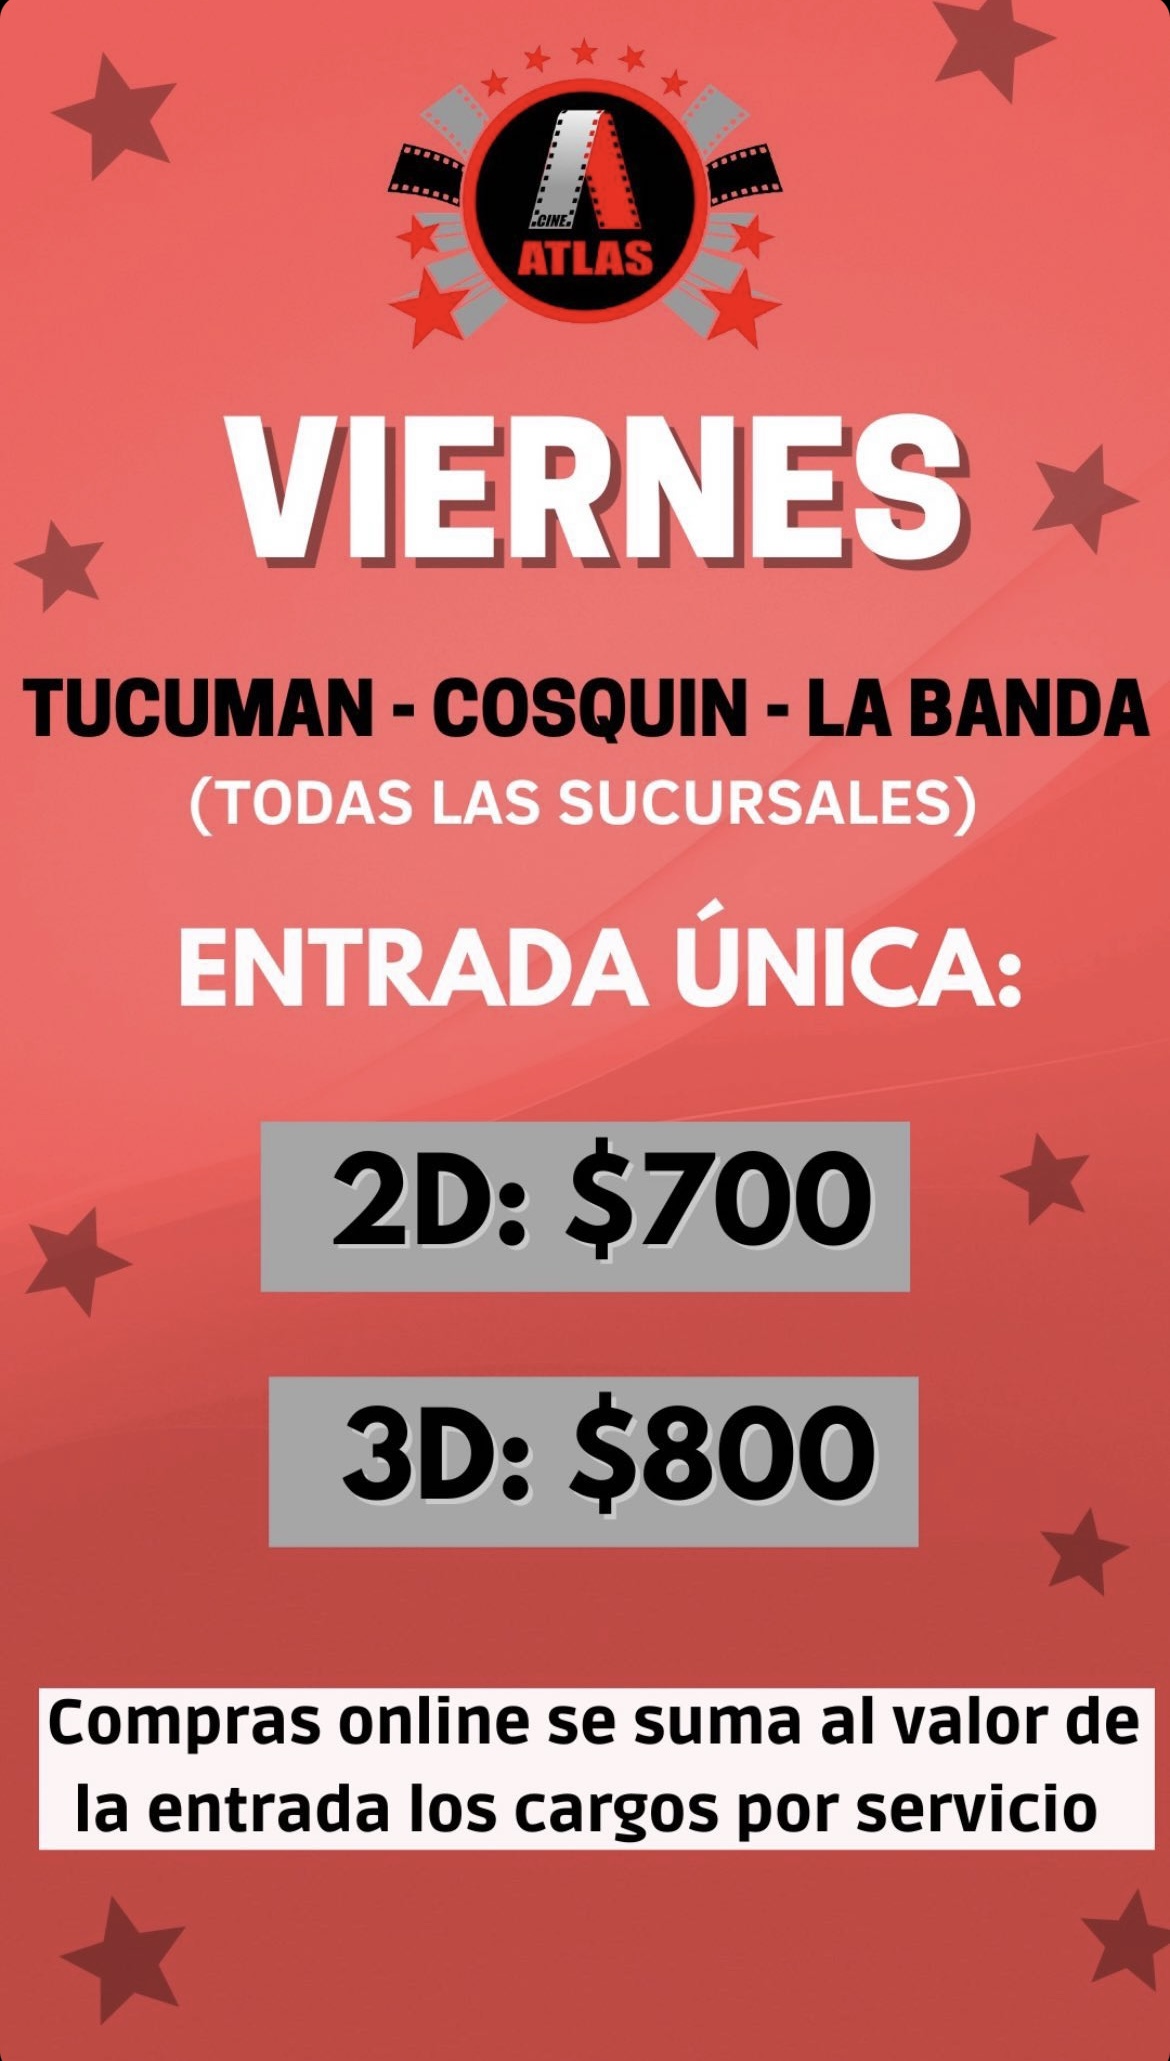 CINE
ATLAS
VIERNES
TUCUMAN - COSQUIN - LA BANDA
(TODAS LAS SUCURSALES)
ENTRADA ÚNICA:
2D: $700
3D: $800
Compras online se suma al valor de
la entrada los cargos por servicio